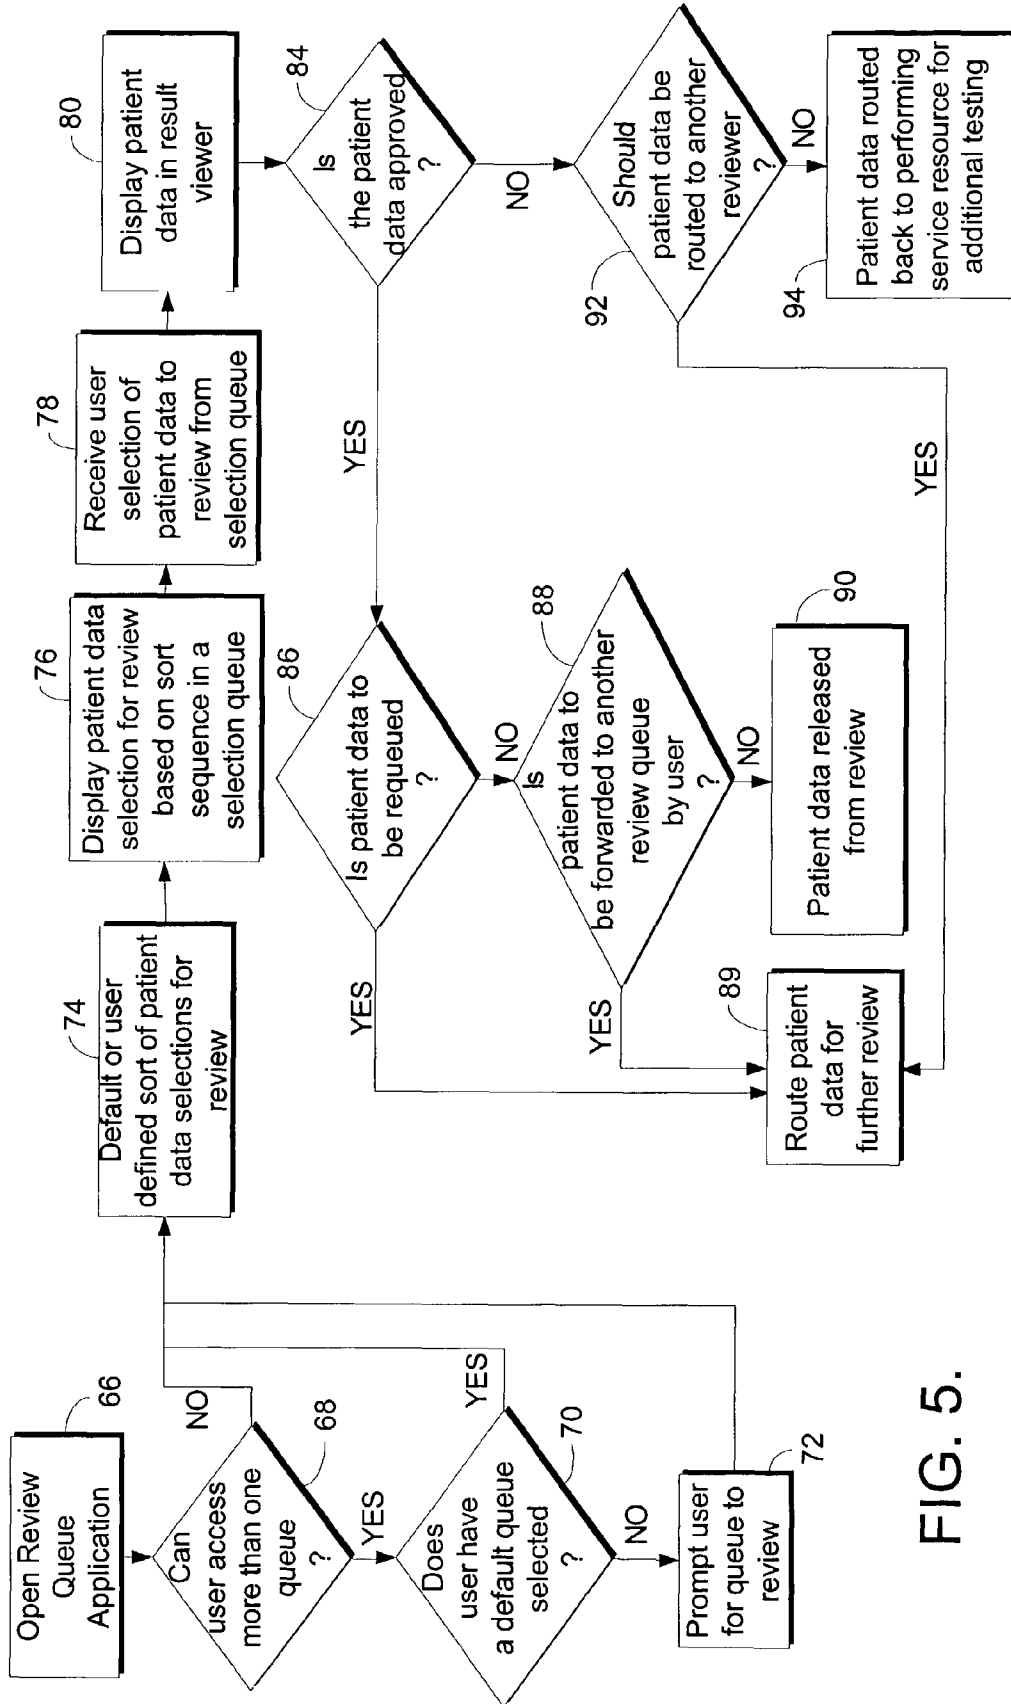 66
Open Review
Queue
Application
Can
user access
more than one
queue
?
68
NO
YES
Does
user have
a default queue
selected
?
70
YES
NO
Prompt user
for queue to
review
72
74
Default or user
defined sort of patient
data selections for
review
76
Display patient data
selection for review
based on sort
sequence in a
selection queue
78
Receive user
selection of
patient data to
review from
selection queue
80
Display patient
data in result
viewer
84
Is
the patient
data approved
?
YES
NO
86
Is patient data to
be requeued
?
YES
NO
88
Is
patient data to
be forwarded to another
review queue
by user
?
YES
NO
89
Route patient
data for
further review
90
Patient data released
from review
92
Should
patient data be
routed to another
reviewer
?
YES
NO
94
Patient data routed
back to performing
service resource for
additional testing
FIG. 5.